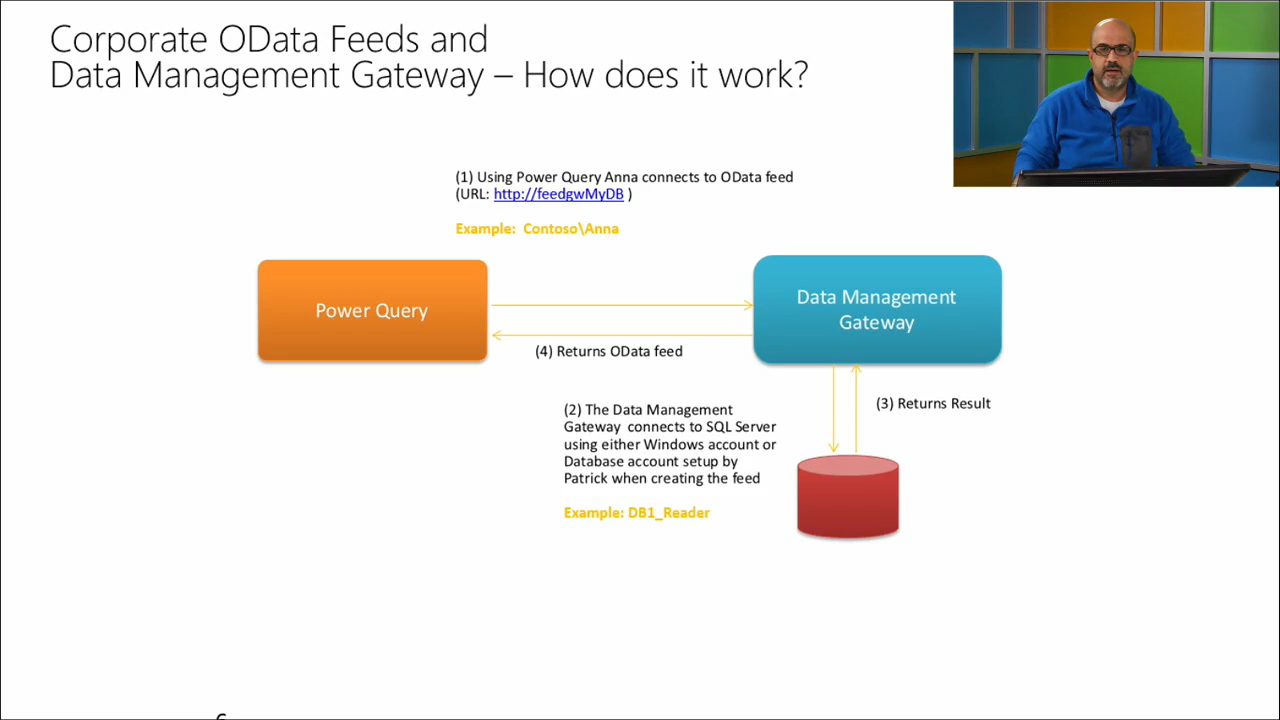 Corporate OData Feeds and
Data Management Gateway – How does it work?
(1) Using Power Query Anna connects to OData feed
(URL: http://feedgwMyDB )
Example:  Contoso\Anna
Power Query
Data Management
Gateway
(4) Returns OData feed
(2) The Data Management
Gateway  connects to SQL Server
using either Windows account or
Database account setup by
Patrick when creating the feed
Example: DB1_Reader
(3) Returns Result